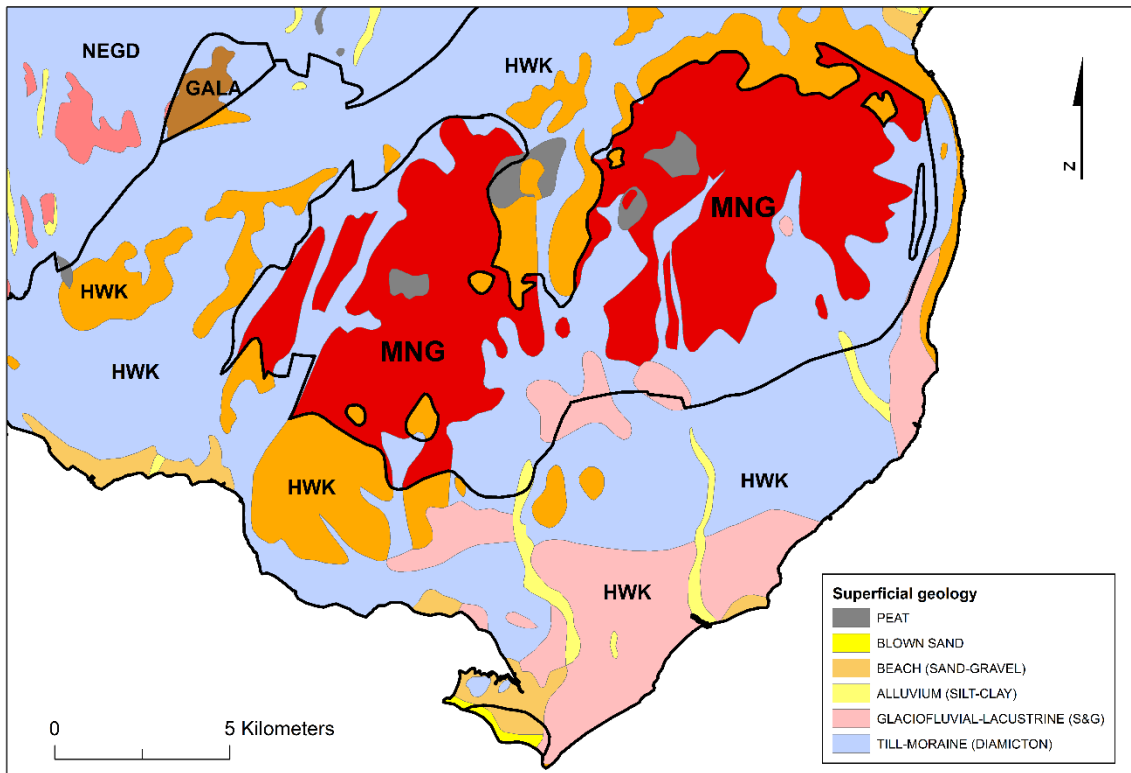 NEGD
HWK
GALA
Z
MNG
HWK
MNG
HWK
HWK
HWK
HWK
0 5 Kilometers
Superficial geology
PEAT
BLOWN SAND
BEACH (SAND-GRAVEL)
ALLUVIUM (SILT-CLAY)
GLACIOFLUVIAL-LACUSTRINE (S&G)
TILL-MORAINE (DIAMICTON)